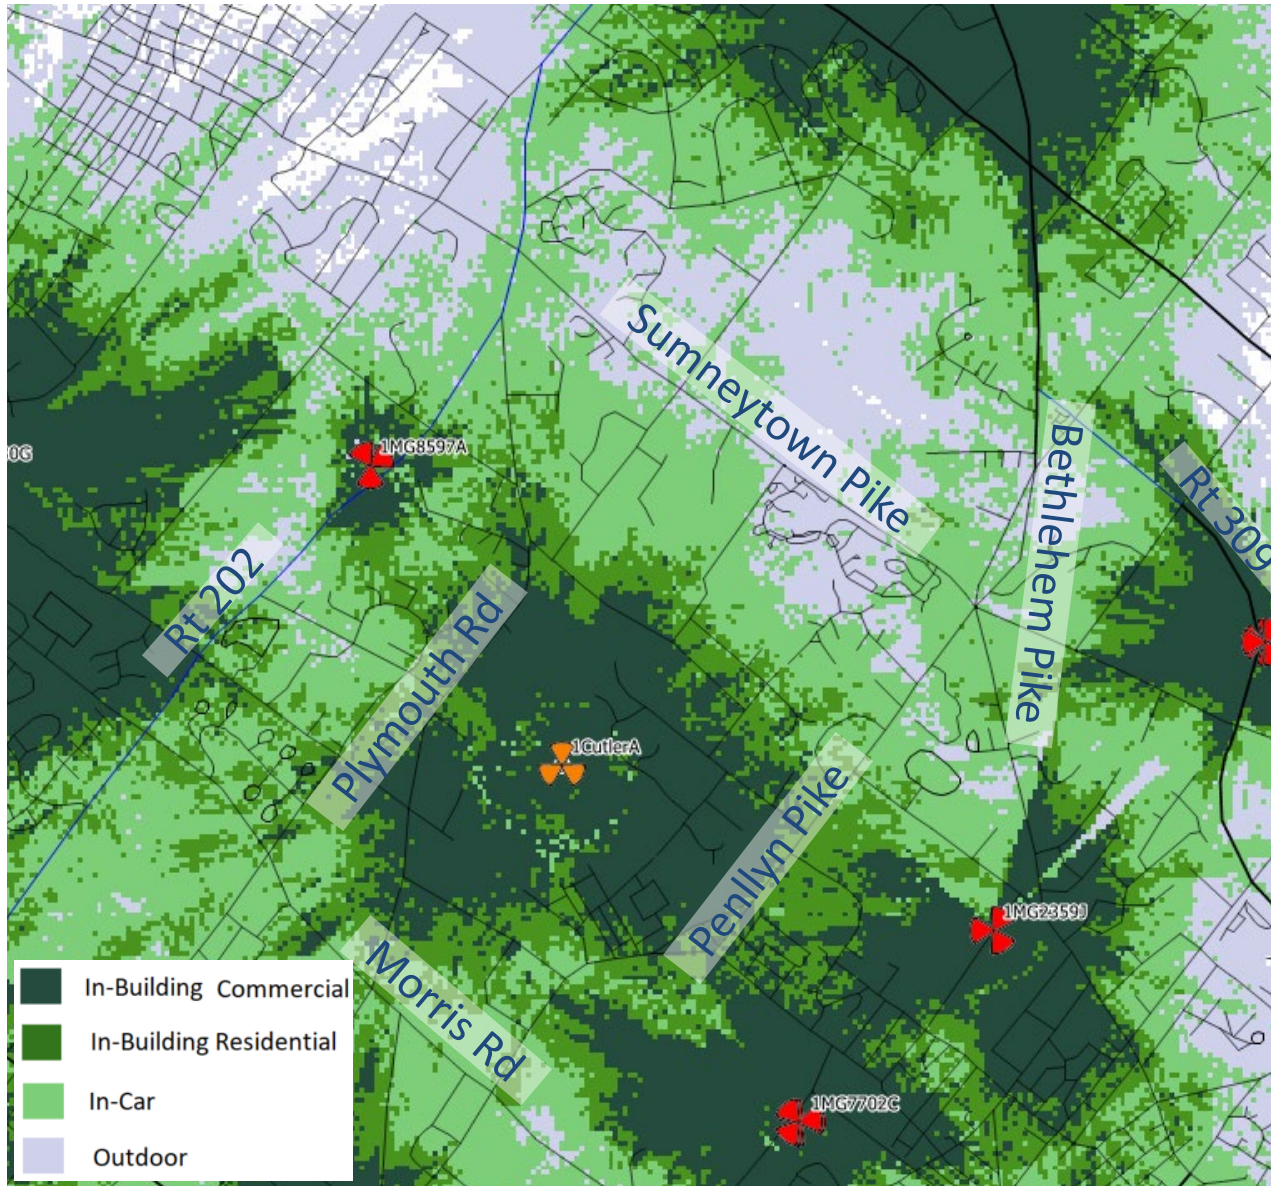 Sumneytown Pike
Bethlehem Pike
Rt 309
1MG8597A
0G
Rt 202
Plymouth Rd
1CutlerA
Penllyn Pike
1MG2359J
Morris Rd
1MG7702C
In-Building Commercial
In-Building Residential
In-Car
Outdoor